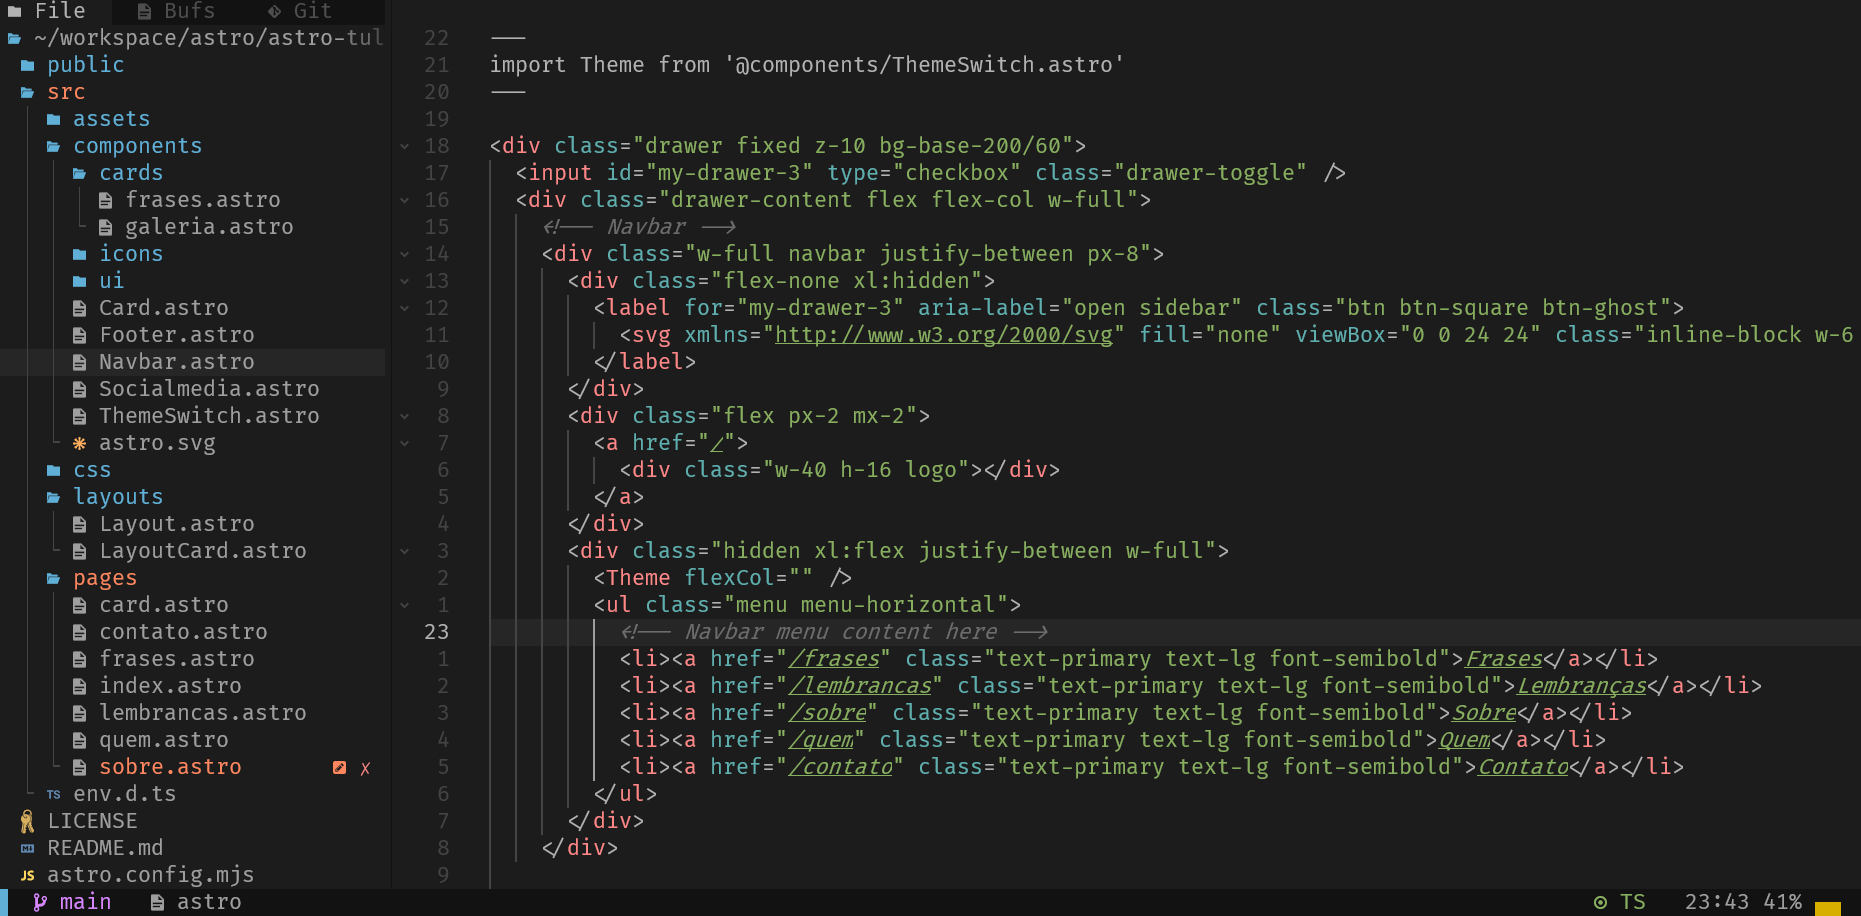 File Bufs Git
~/workspace/astro/astro-tul
public
src
assets
components
cards
frases.astro
galeria.astro
icons
ui
Card.astro
Footer.astro
Navbar.astro
Socialmedia.astro
ThemeSwitch.astro
astro.svg
css
layouts
Layout.astro
LayoutCard.astro
pages
card.astro
contato.astro
frases.astro
index.astro
lembrancas.astro
quem.astro
sobre.astro ✗
TS env.d.ts
LICENSE
README.md
JS astro.config.mjs
22 ---
21 import Theme from '@components/ThemeSwitch.astro'
20 ---
19
18 <div class="drawer fixed z-10 bg-base-200/60">
17 <input id="my-drawer-3" type="checkbox" class="drawer-toggle" />
16 <div class="drawer-content flex flex-col w-full">
15 <!-- Navbar -->
14 <div class="w-full navbar justify-between px-8">
13 <div class="flex-none xl:hidden">
12 <label for="my-drawer-3" aria-label="open sidebar" class="btn btn-square btn-ghost">
11 <svg xmlns="http://www.w3.org/2000/svg" fill="none" viewBox="0 0 24 24" class="inline-block w-6
10 </label>
9 </div>
8 <div class="flex px-2 mx-2">
7 <a href="/">
6 <div class="w-40 h-16 logo"></div>
5 </a>
4 </div>
3 <div class="hidden xl:flex justify-between w-full">
2 <Theme flexCol="" />
1 <ul class="menu menu-horizontal">
23 <!-- Navbar menu content here -->
1 <li><a href="/frases" class="text-primary text-lg font-semibold">Frases</a></li>
2 <li><a href="/lembrancas" class="text-primary text-lg font-semibold">Lembranças</a></li>
3 <li><a href="/sobre" class="text-primary text-lg font-semibold">Sobre</a></li>
4 <li><a href="/quem" class="text-primary text-lg font-semibold">Quem</a></li>
5 <li><a href="/contato" class="text-primary text-lg font-semibold">Contato</a></li>
6 </ul>
7 </div>
8 </div>
9
main astro TS 23:43 41%